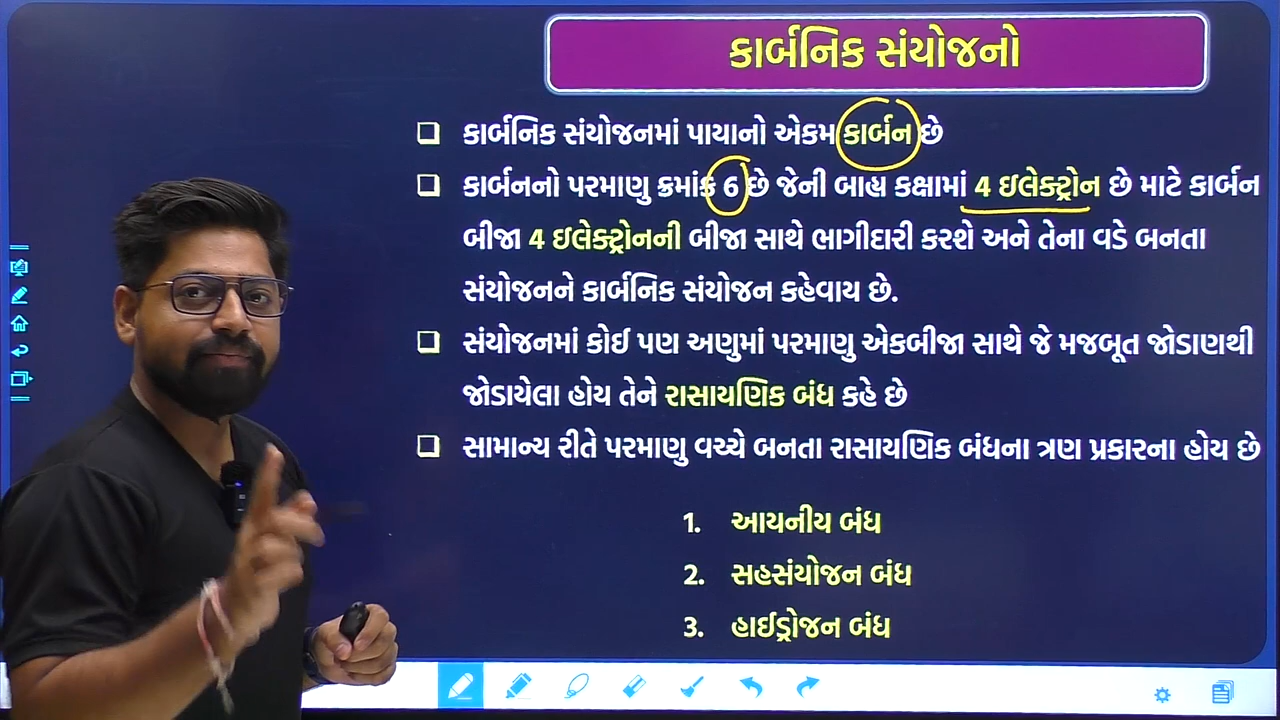 કાર્બનિક સંયોજનો
❑ કાર્બનિક સંયોજનમાં પાયાનો એકમ કાર્બન છે
❑ કાર્બનનો પરમાણુ ક્રમાંક 6 છે જેની બાહ્ય કક્ષામાં 4 ઇલેક્ટ્રોન છે માટે કાર્બન
બીજા 4 ઇલેક્ટ્રોનની બીજા સાથે ભાગીદારી કરશે અને તેના વડે બનતા
સંયોજનને કાર્બનિક સંયોજન કહેવાય છે.
❑ સંયોજનમાં કોઈ પણ અણુમાં પરમાણુ એકબીજા સાથે જે મજબૂત જોડાણથી
જોડાયેલા હોય તેને રાસાયણિક બંધ કહે છે
❑ સામાન્ય રીતે પરમાણુ વચ્ચે બનતા રાસાયણિક બંધના ત્રણ પ્રકારના હોય છે
1. આયનીય બંધ
2. સહસંયોજન બંધ
3. હાઈડ્રોજન બંધ